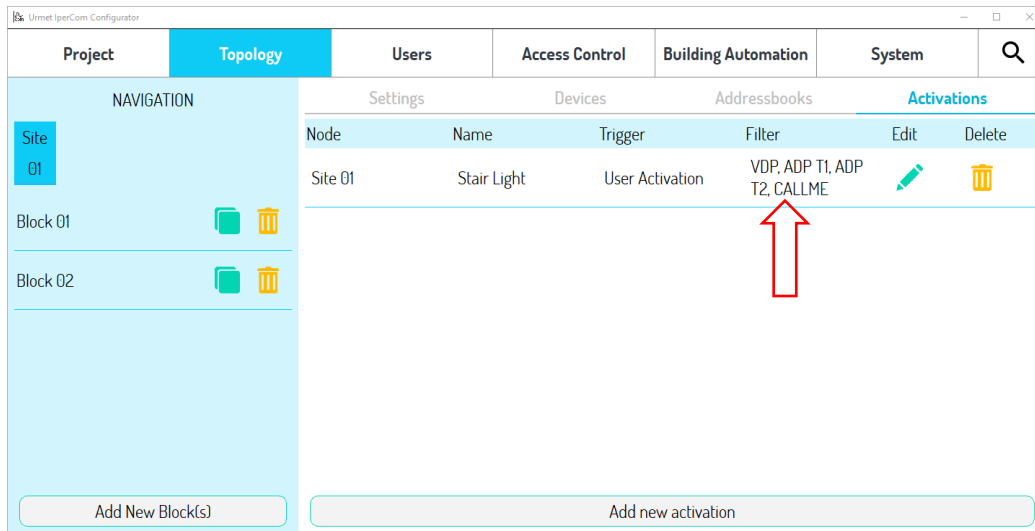 Urmet IperCom Configurator
Project Topology Users Access Control Building Automation System
NAVIGATION
Site
01
Block 01
Block 02
Add New Block(s)
Settings Devices Addressbooks Activations
Node Name Trigger Filter Edit Delete
Site 01 Stair Light User Activation VDP, ADP T1, ADP
T2, CALLME
Add new activation